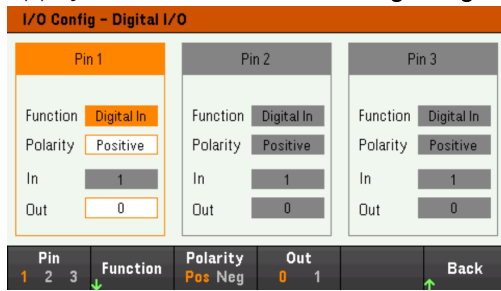 I/O Config - Digital I/O
Pin 1
Function Digital In
Polarity Positive
In 1
Out 0
Pin 2
Function Digital In
Polarity Positive
In 1
Out 0
Pin 3
Function Digital In
Polarity Positive
In 1
Out 0
Pin
1 2 3
Function
Polarity
Pos Neg
Out
0 1
Back